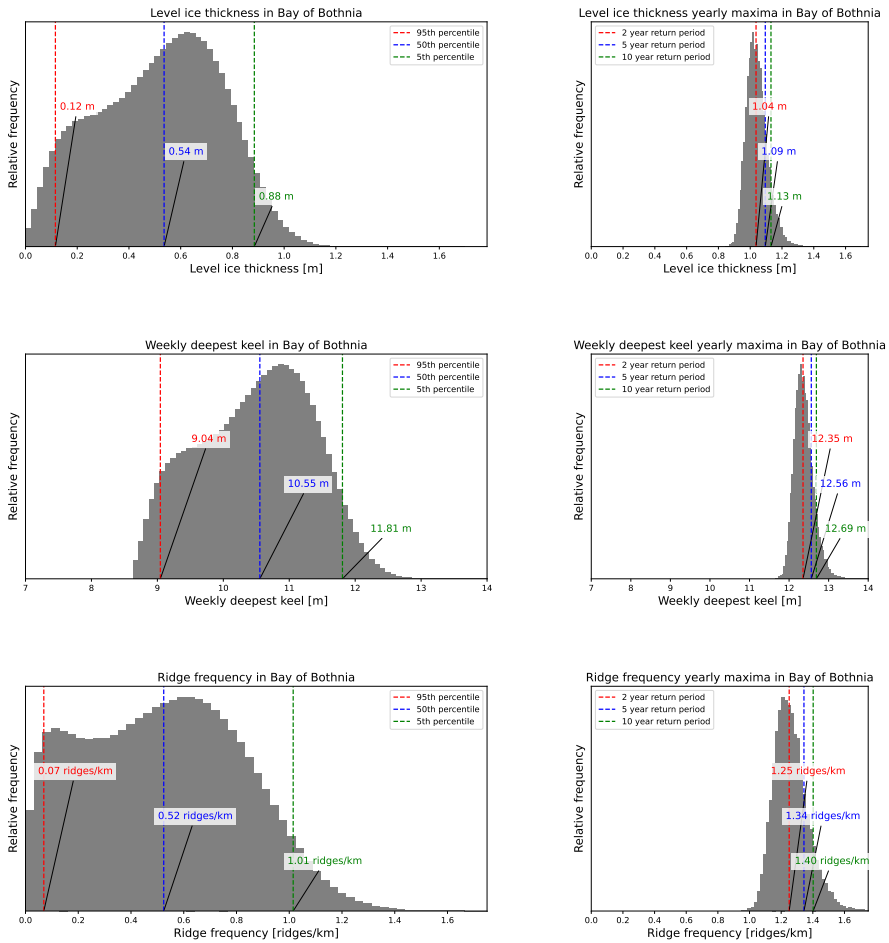 Level ice thickness in Bay of Bothnia
Relative frequency
95th percentile
50th percentile
5th percentile
0.12 m
0.54 m
0.88 m
0.0 0.2 0.4 0.6 0.8 1.0 1.2 1.4 1.6
Level ice thickness [m]
Level ice thickness yearly maxima in Bay of Bothnia
Relative frequency
2 year return period
5 year return period
10 year return period
1.04 m
1.09 m
1.13 m
0.0 0.2 0.4 0.6 0.8 1.0 1.2 1.4 1.6
Level ice thickness [m]
Weekly deepest keel in Bay of Bothnia
Relative frequency
95th percentile
50th percentile
5th percentile
9.04 m
10.55 m
11.81 m
7 8 9 10 11 12 13 14
Weekly deepest keel [m]
Weekly deepest keel yearly maxima in Bay of Bothnia
Relative frequency
2 year return period
5 year return period
10 year return period
12.35 m
12.56 m
12.69 m
7 8 9 10 11 12 13 14
Weekly deepest keel [m]
Ridge frequency in Bay of Bothnia
Relative frequency
95th percentile
50th percentile
5th percentile
0.07 ridges/km
0.52 ridges/km
1.01 ridges/km
0.0 0.2 0.4 0.6 0.8 1.0 1.2 1.4 1.6
Ridge frequency [ridges/km]
Ridge frequency yearly maxima in Bay of Bothnia
Relative frequency
2 year return period
5 year return period
10 year return period
1.25 ridges/km
1.34 ridges/km
1.40 ridges/km
0.0 0.2 0.4 0.6 0.8 1.0 1.2 1.4 1.6
Ridge frequency [ridges/km]